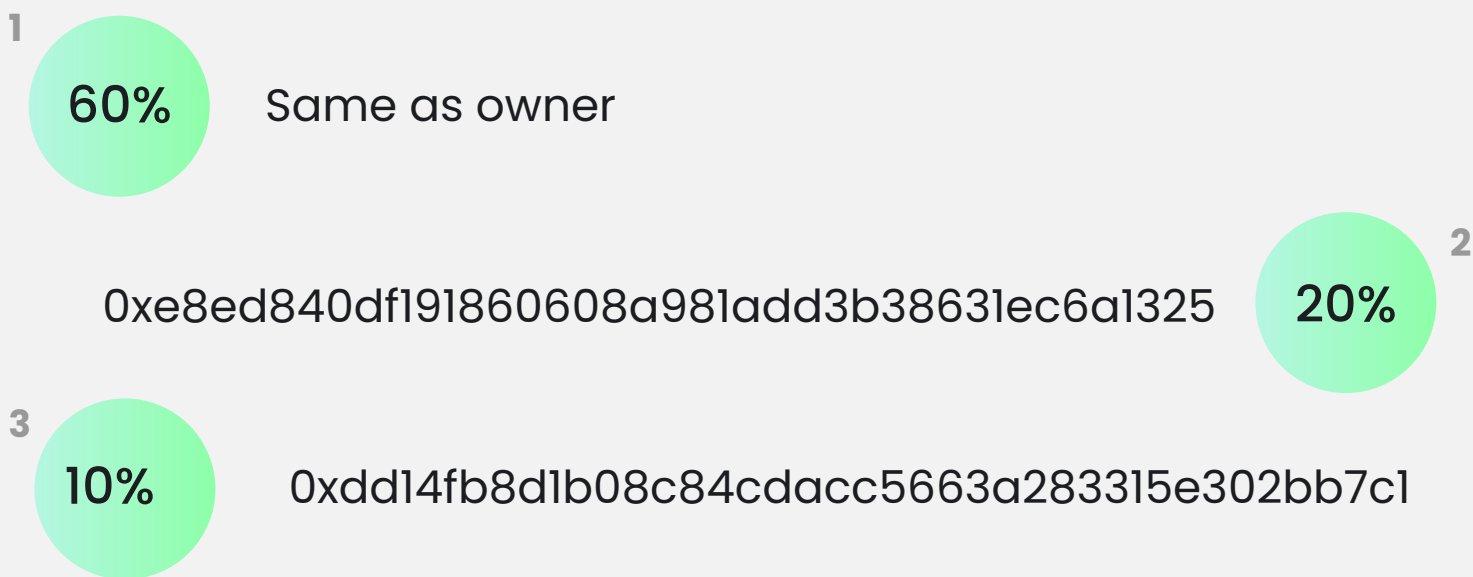 1
60% Same as owner
0xe8ed840df191860608a981add3b38631ec6a1325 20%
2
3
10% 0xdd14fb8d1b08c84cdacc5663a283315e302bb7c1